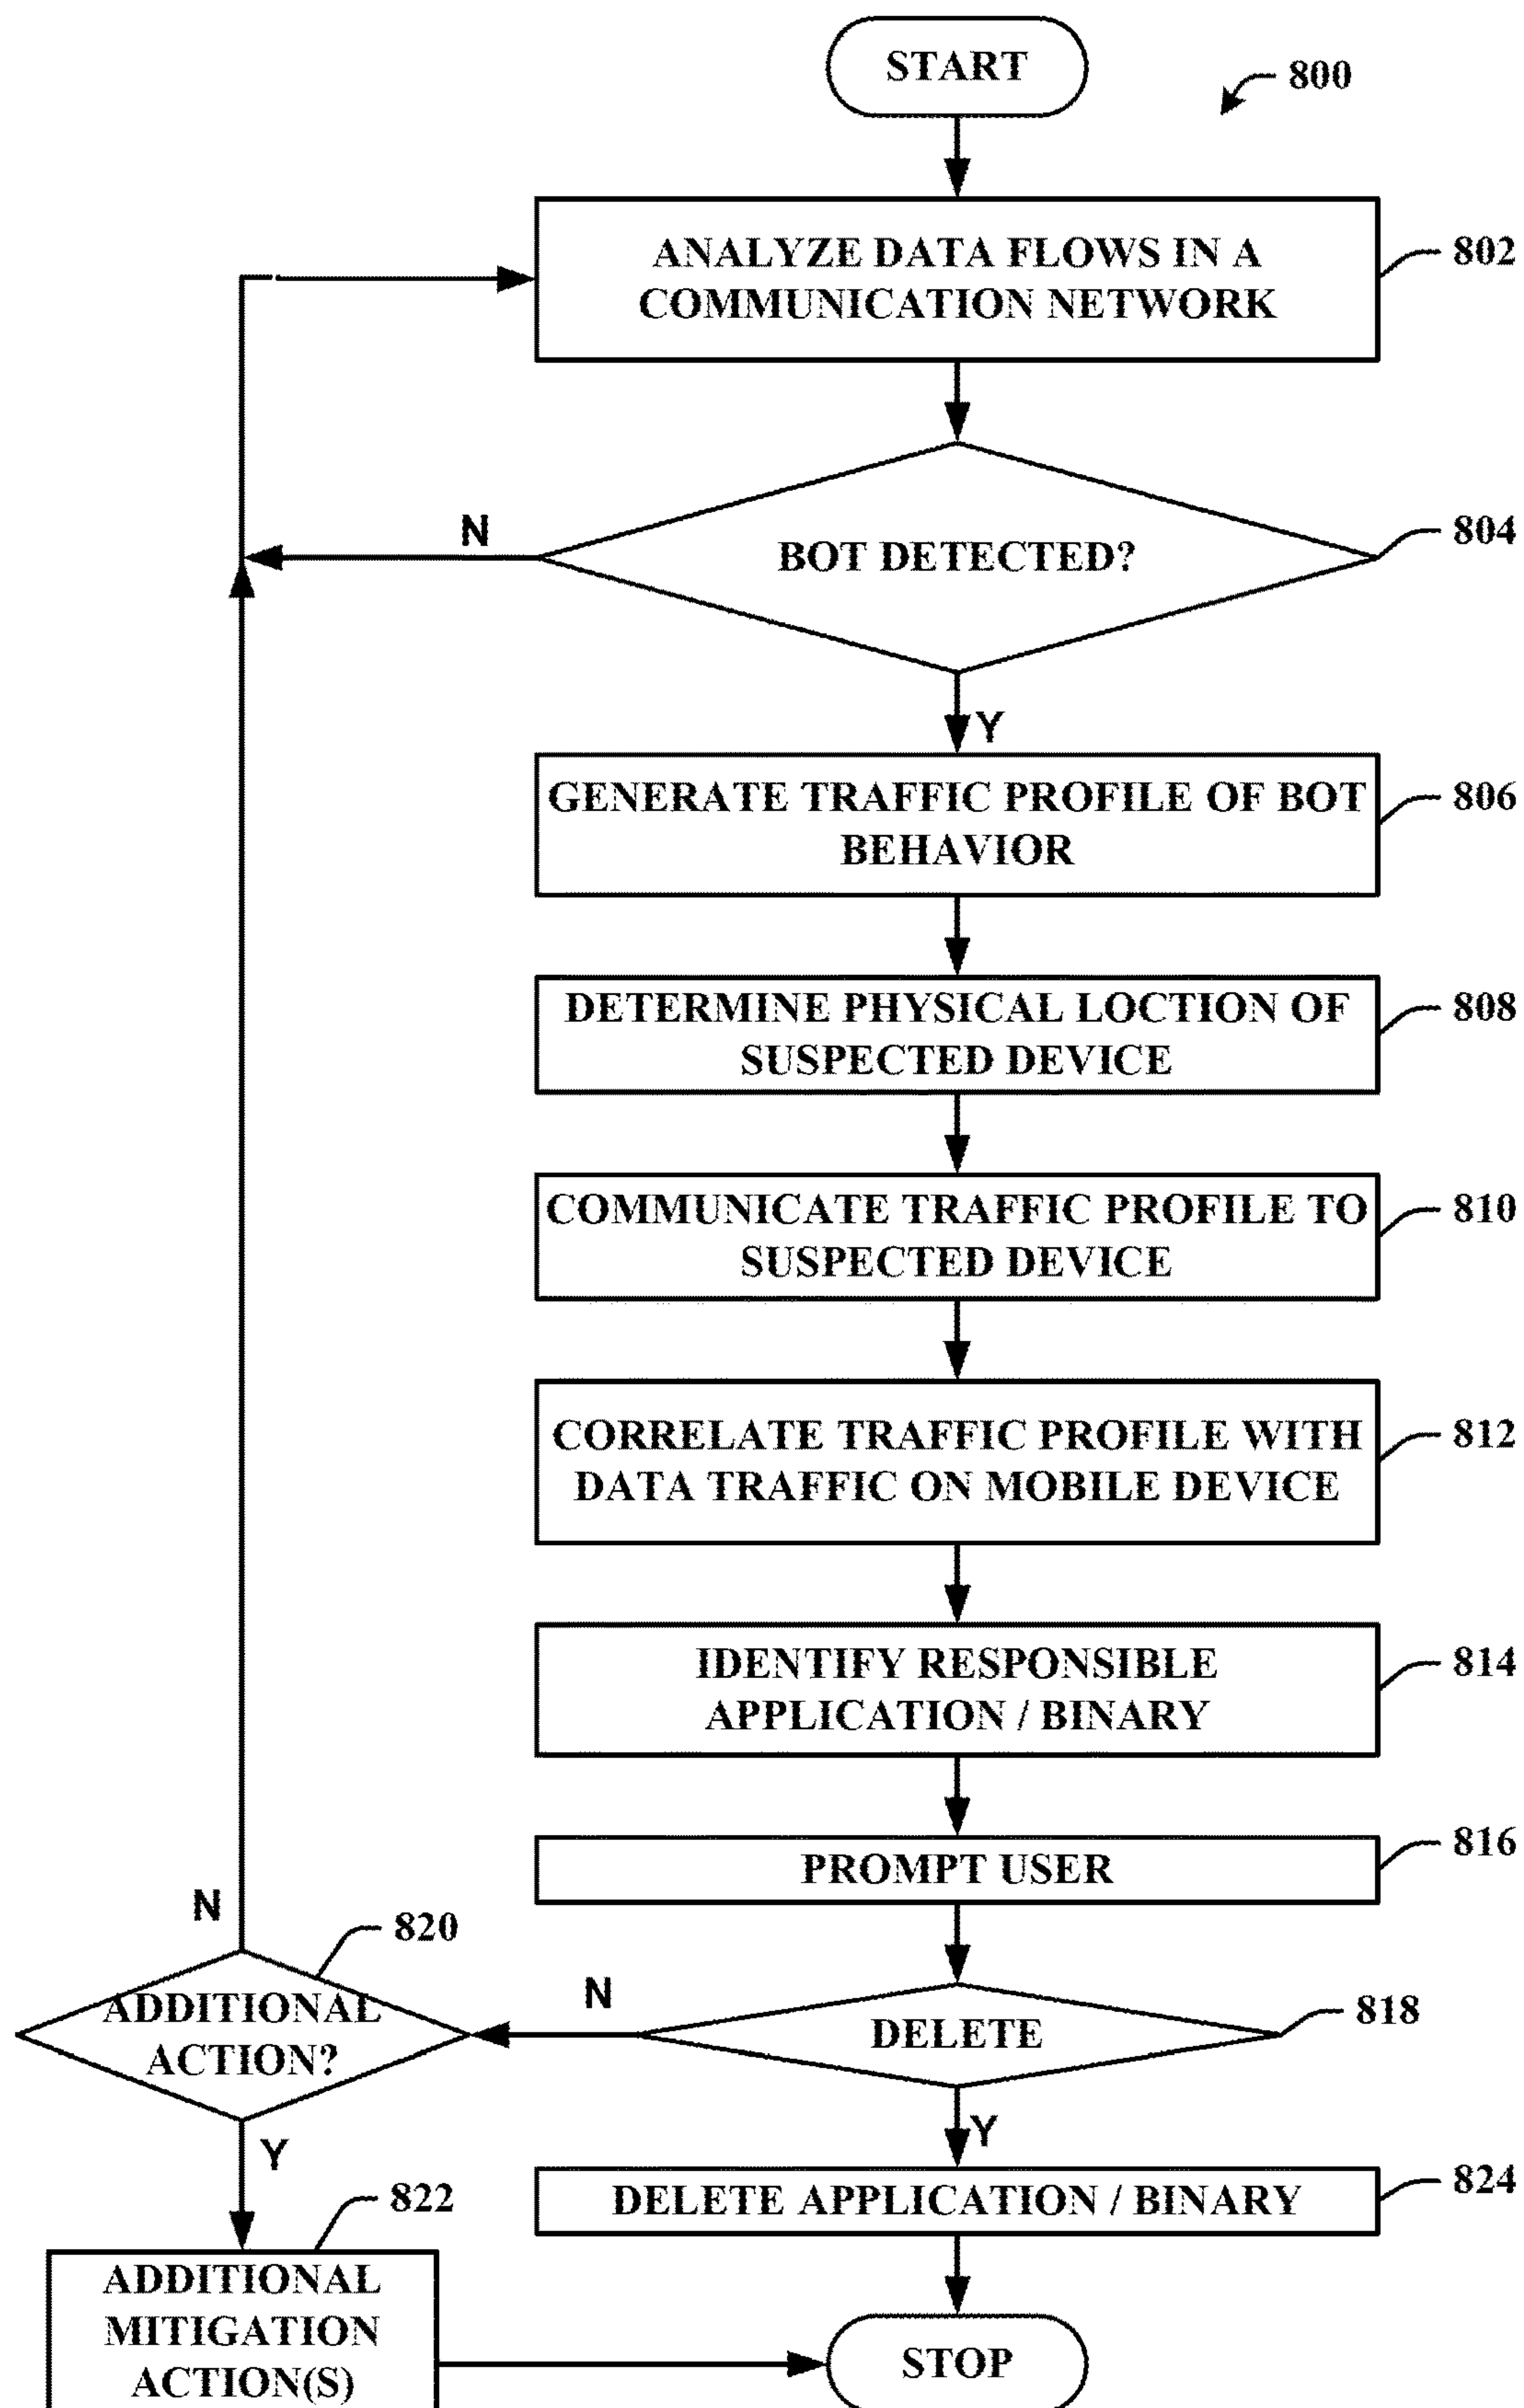 START
800
ANALYZE DATA FLOWS IN A
COMMUNICATION NETWORK
802
BOT DETECTED?
804
N
Y
GENERATE TRAFFIC PROFILE OF BOT
BEHAVIOR
806
DETERMINE PHYSICAL LOCTION OF
SUSPECTED DEVICE
808
COMMUNICATE TRAFFIC PROFILE TO
SUSPECTED DEVICE
810
CORRELATE TRAFFIC PROFILE WITH
DATA TRAFFIC ON MOBILE DEVICE
812
IDENTIFY RESPONSIBLE
APPLICATION / BINARY
814
PROMPT USER
816
DELETE
818
N
Y
ADDITIONAL
ACTION?
820
N
Y
DELETE APPLICATION / BINARY
824
ADDITIONAL
MITIGATION
ACTION(S)
822
STOP